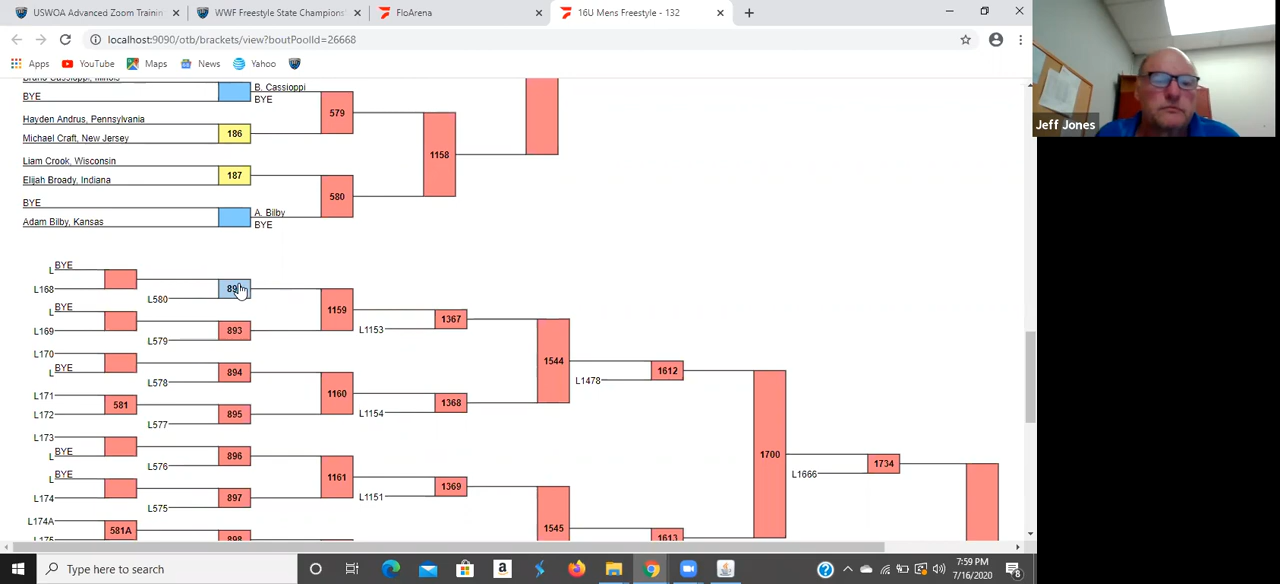 USWOA Advanced Zoom Trainin
WWF Freestyle State Champions
FloArena
16U Mens Freestyle - 132
localhost:9090/otb/brackets/view?boutPoolId=26668
Apps
YouTube
Maps
News
Yahoo
Jeff Jones
BYE
B. Cassioppi
BYE
579
Hayden Andrus, Pennsylvania
Michael Craft, New Jersey
186
1158
Liam Crook, Wisconsin
Elijah Broady, Indiana
187
580
BYE
Adam Bilby, Kansas
A. Bilby
BYE
L BYE
L168
L580
89
1159
L BYE
L169
L579
893
L1153
1367
L170
L BYE
L578
894
1160
1544
L1478
1612
L171
L172
581
L577
895
L1154
1368
L173
L BYE
L576
896
1161
1700
L1666
1734
L BYE
L174
L575
897
L1151
1369
L174A
581A
898
1545
1613
Type here to search
7:59 PM
7/16/2020
8